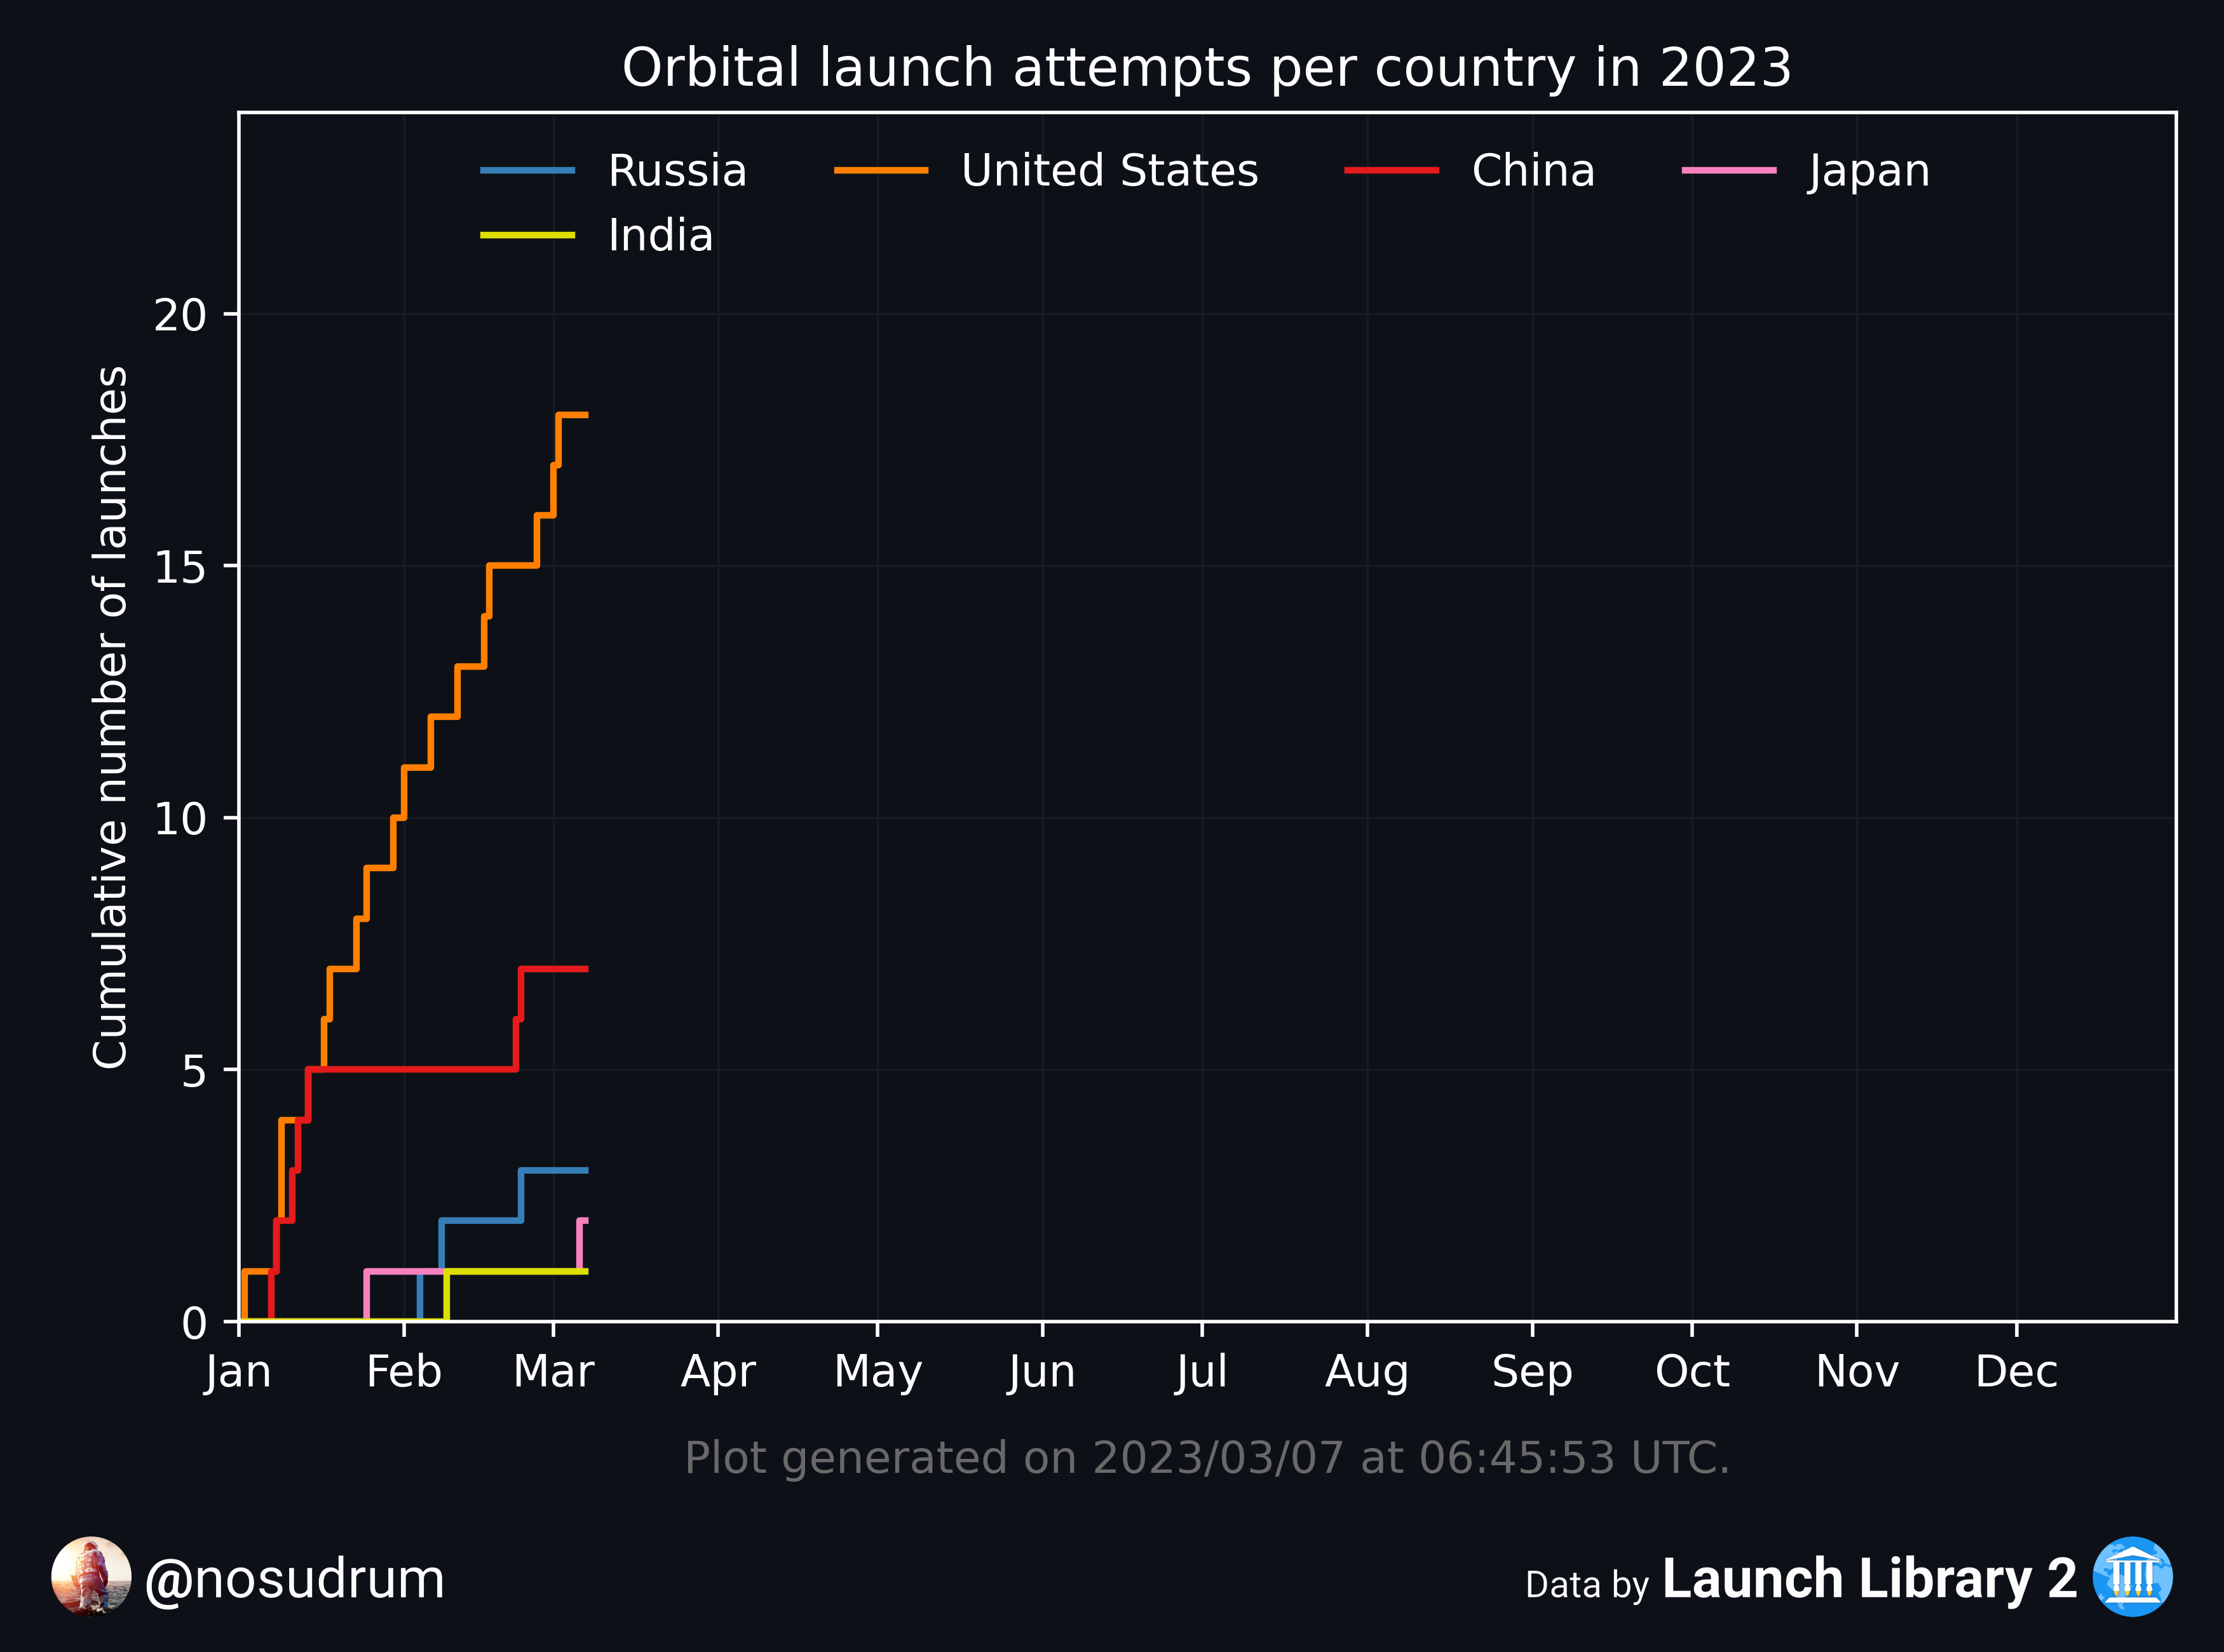 Orbital launch attempts per country in 2023
Russia United States China Japan
India
Cumulative number of launches
20
15
10
5
0
Jan Feb Mar Apr May Jun Jul Aug Sep Oct Nov Dec
Plot generated on 2023/03/07 at 06:45:53 UTC.
@nosudrum
Data by Launch Library 2